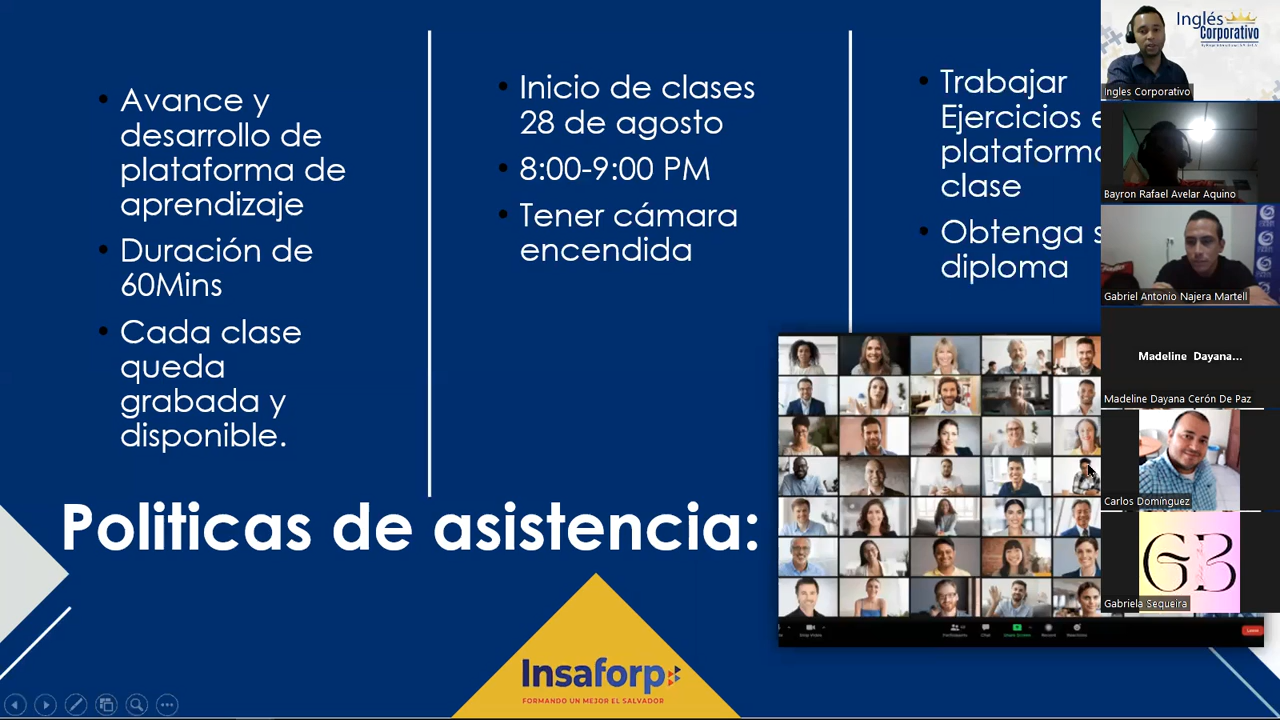 Avance y
desarrollo de
plataforma de
aprendizaje
Duración de
60Mins
Cada clase
queda
grabada y
disponible.
Inicio de clases
28 de agosto
8:00-9:00 PM
Tener cámara
encendida
Trabajar
Ejercicios e
plataforma
clase
Obtenga s
diploma
Politicas de asistencia:
Insaforp
FORMANDO UN MEJOR EL SALVADOR
Inglés
Corporativo
Ingles Corporativo
Bayron Rafael Avelar Aquino
Gabriel Antonio Najera Martell
Madeline Dayana...
Madeline Dayana Cerón De Paz
Carlos Domínguez
GB
Gabriela Sequeira